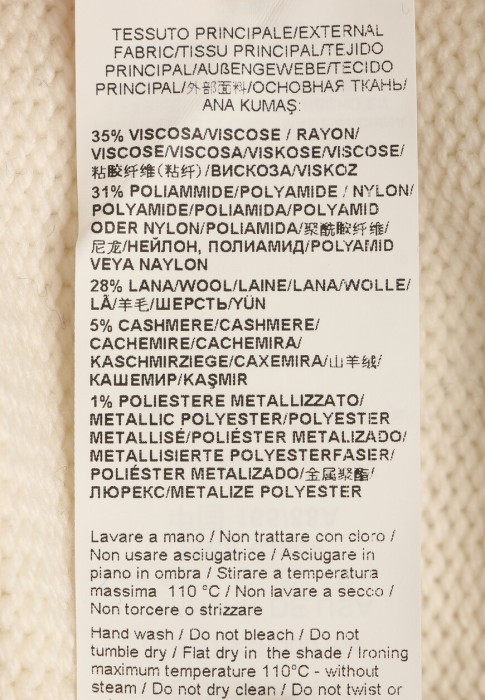 TESSUTO PRINCIPALE/EXTERNAL
FABRIC/TISSU PRINCIPAL/TEJIDO
PRINCIPAL/AUßENGEWEBE/TECIDO
PRINCIPAL/外部面料/ОСНОВНАЯ ТКАНЬ/
ANA KUMAŞ:
35% VISCOSA/VISCOSE / RAYON/
VISCOSE/VISCOSA/VISKOSE/VISCOSE/
粘胶纤维(粘纤)/ВИСКОЗА/VISKOZ
31% POLIAMMIDE/POLYAMIDE / NYLON/
POLYAMIDE/POLIAMIDA/POLYAMID
ODER NYLON/POLIAMIDA/聚酰胺纤维/
尼龙/НЕЙЛОН, ПОЛИАМИД/POLYAMID
VEYA NAYLON
28% LANA/WOOL/LAINE/LANA/WOLLE/
LÃ/羊毛/ШЕРСТЬ/YÜN
5% CASHMERE/CASHMERE/
CACHEMIRE/CACHEMIRA/
KASCHMIRZIEGE/CAXEMIRA/山羊绒/
КАШЕМИР/KAŞMIR
1% POLIESTERE METALLIZZATO/
METALLIC POLYESTER/POLYESTER
METALLISÉ/POLIÉSTER METALIZADO/
METALLISIERTE POLYESTERFASER/
POLIÉSTER METALIZADO/金属聚酯/
ЛЮРЕКС/METALIZE POLYESTER
Lavare a mano / Non trattare con cloro /
Non usare asciugatrice / Asciugare in
piano in ombra / Stirare a temperatura
massima 110 °C / Non lavare a secco /
Non torcere o strizzare
Hand wash / Do not bleach / Do not
tumble dry / Flat dry in the shade / Ironing
maximum temperature 110°C - without
steam / Do not dry clean / Do not twist or